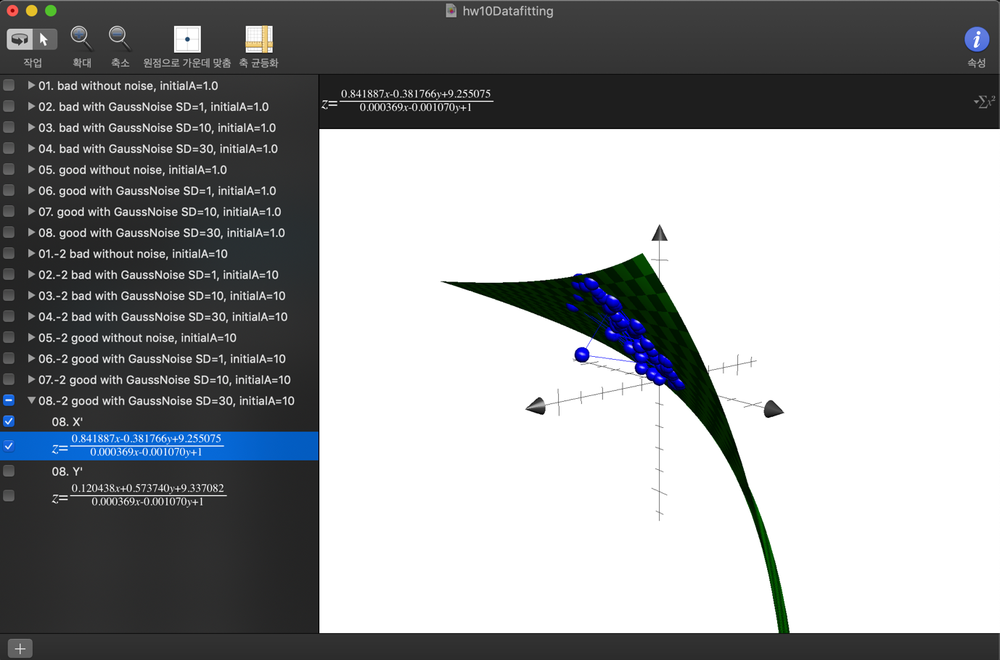 hw10Datafitting
작업
확대
축소
원점으로 가운데 맞춤
축 균등화
속성
01. bad without noise, initialA=1.0
02. bad with GaussNoise SD=1, initialA=1.0
03. bad with GaussNoise SD=10, initialA=1.0
04. bad with GaussNoise SD=30, initialA=1.0
05. good without noise, initialA=1.0
06. good with GaussNoise SD=1, initialA=1.0
07. good with GaussNoise SD=10, initialA=1.0
08. good with GaussNoise SD=30, initialA=1.0
01.-2 bad without noise, initialA=10
02.-2 bad with GaussNoise SD=1, initialA=10
03.-2 bad with GaussNoise SD=10, initialA=10
04.-2 bad with GaussNoise SD=30, initialA=10
05.-2 good without noise, initialA=10
06.-2 good with GaussNoise SD=1, initialA=10
07.-2 good with GaussNoise SD=10, initialA=10
08.-2 good with GaussNoise SD=30, initialA=10
08. X'
0.841887x-0.381766y+9.255075
z=
0.000369x-0.001070y+1
08. Y'
0.120438x+0.573740y+9.337082
z=
0.000369x-0.001070y+1
0.841887x-0.381766y+9.255075
z=
0.000369x-0.001070y+1
Σx²